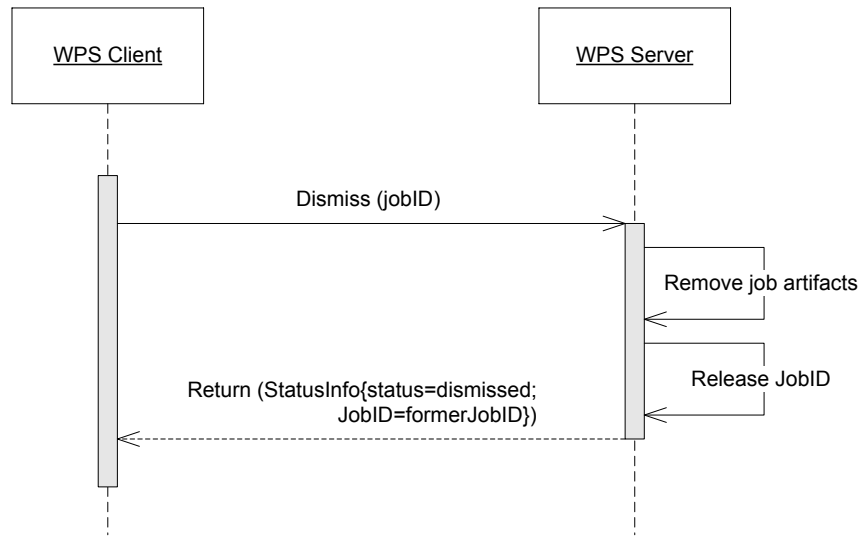 WPS Client
WPS Server
Dismiss (jobID)
Remove job artifacts
Release JobID
Return (StatusInfo{status=dismissed;
JobID=formerJobID})